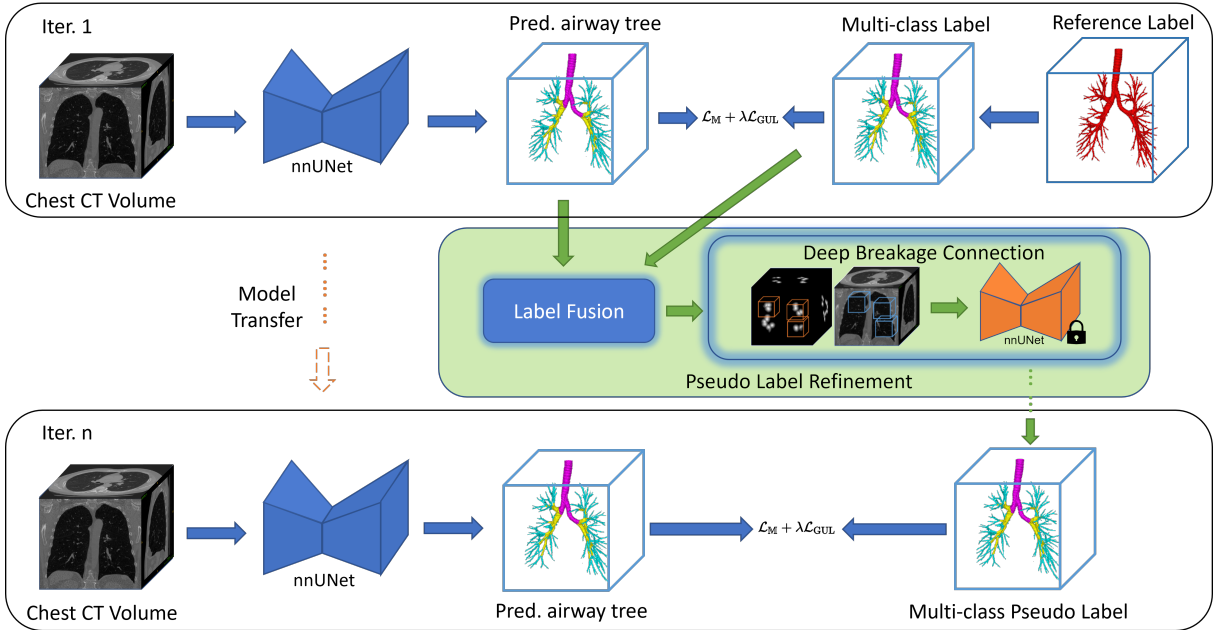 Iter. 1
Pred. airway tree
Multi-class Label
Reference Label
Chest CT Volume
nnUNet
ℒ_M + λℒ_GUL
Model
Transfer
Label Fusion
Deep Breakage Connection
nnUNet
Pseudo Label Refinement
Iter. n
Chest CT Volume
nnUNet
Pred. airway tree
ℒ_M + λℒ_GUL
Multi-class Pseudo Label